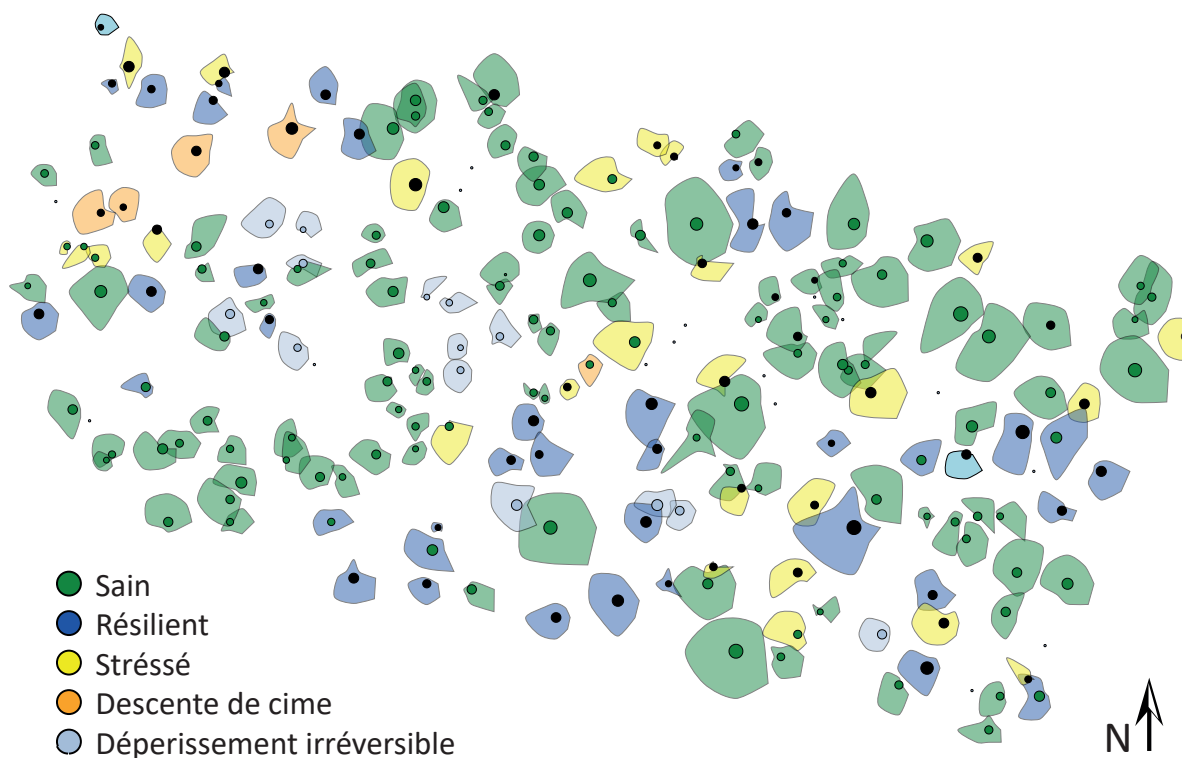 Sain
Résilient
Stréssé
Descente de cime
Déperissement irréversible
N